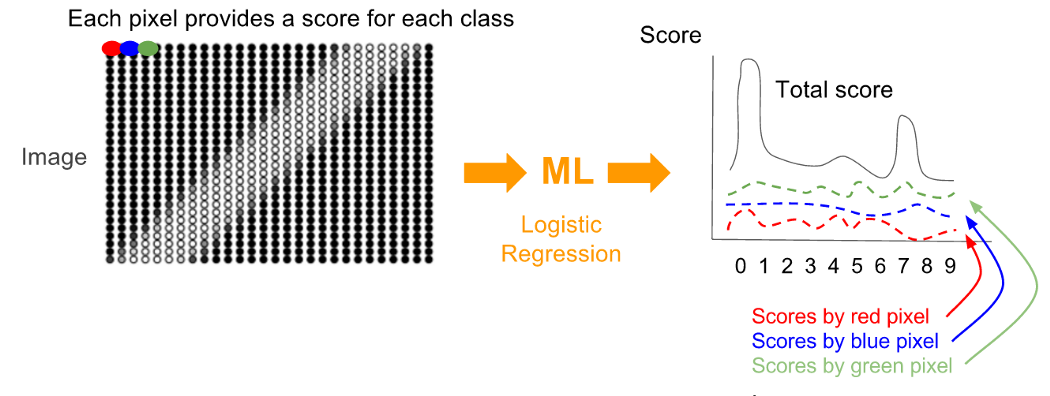 Each pixel provides a score for each class
Image
ML
Logistic
Regression
Score
Total score
0 1 2 3 4 5 6 7 8 9
Scores by red pixel
Scores by blue pixel
Scores by green pixel